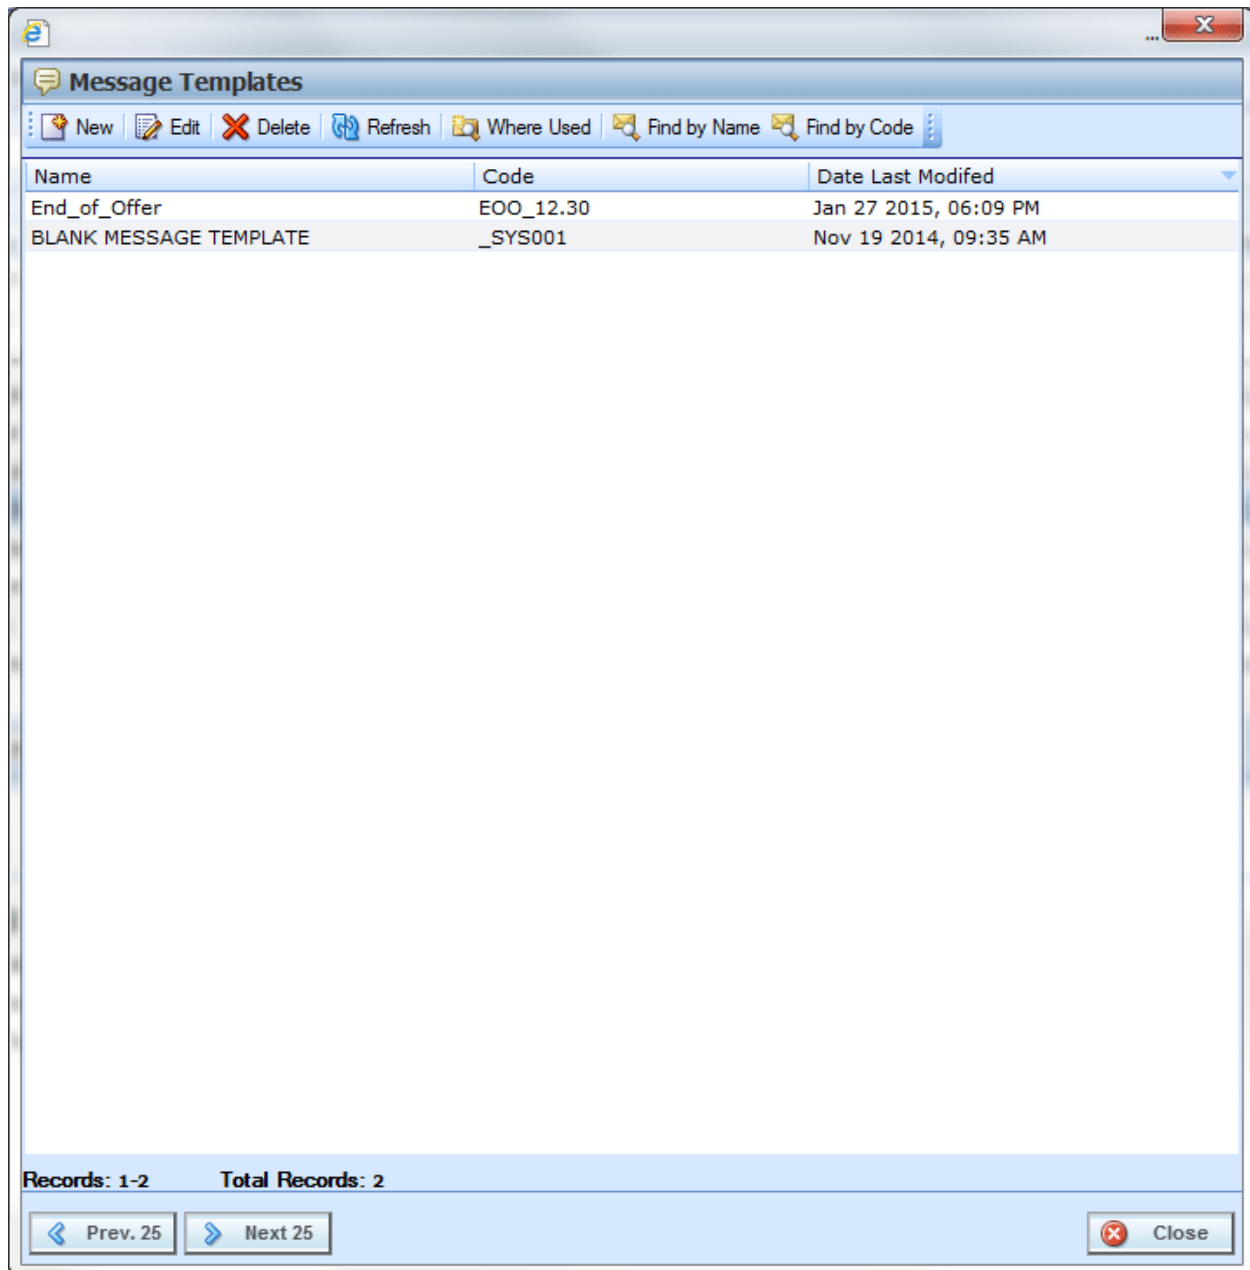 ...
Message Templates
New Edit Delete Refresh Where Used Find by Name Find by Code
Name Code Date Last Modifed
End_of_Offer EOO_12.30 Jan 27 2015, 06:09 PM
BLANK MESSAGE TEMPLATE _SYS001 Nov 19 2014, 09:35 AM
Records: 1-2 Total Records: 2
Prev. 25 Next 25 Close